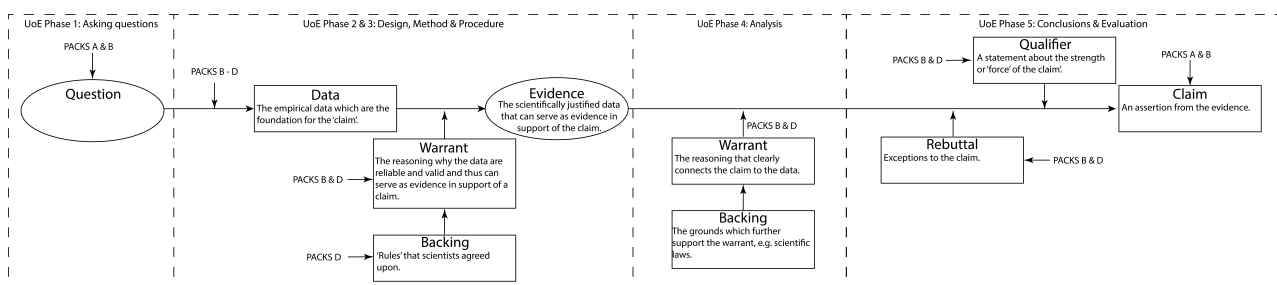 UoE Phase 1: Asking questions
PACKS A & B
Question
UoE Phase 2 & 3: Design, Method & Procedure
PACKS B - D
Data
The empirical data which are the
foundation for the 'claim'.
Evidence
The scientifically justified data
that can serve as evidence in
support of the claim.
Warrant
The reasoning why the data are
reliable and valid and thus can
serve as evidence in support of a
claim.
PACKS B & D
Backing
'Rules' that scientists agreed
upon.
PACKS D
UoE Phase 4: Analysis
PACKS B & D
Warrant
The reasoning that clearly
connects the claim to the data.
Backing
The grounds which further
support the warrant, e.g. scientific
laws.
UoE Phase 5: Conclusions & Evaluation
Qualifier
A statement about the strength
or 'force' of the claim'.
PACKS B & D
PACKS A & B
Claim
An assertion from the evidence.
Rebuttal
Exceptions to the claim.
PACKS B & D